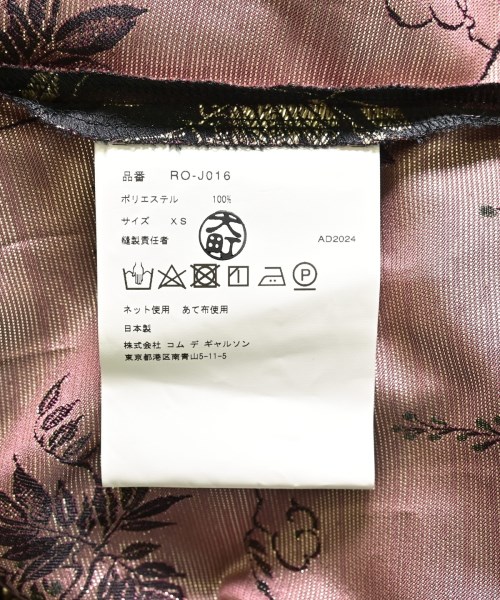 品番 RO-J016
ポリエステル 100%
サイズ XS
縫製責任者 大町 AD2024
P
ネット使用 あて布使用
日本製
株式会社 コム デ ギャルソン
東京都港区南青山5-11-5